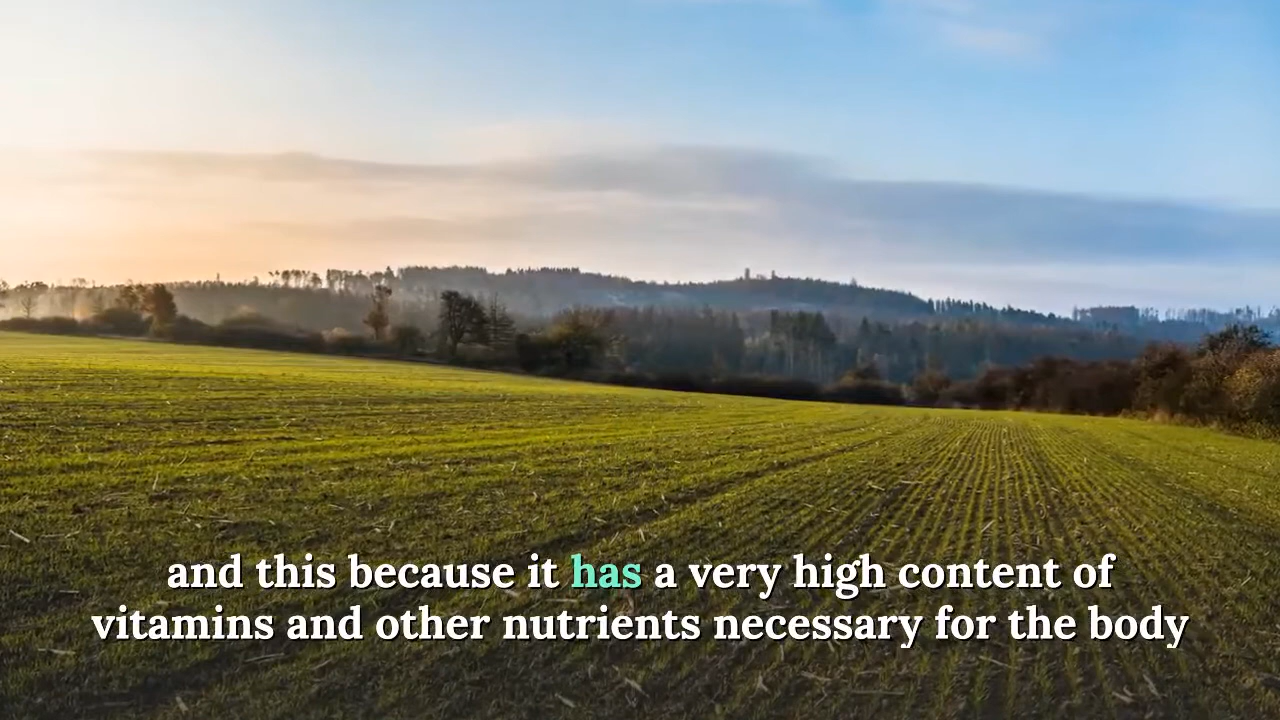 and this because it has a very high content of
vitamins and other nutrients necessary for the body